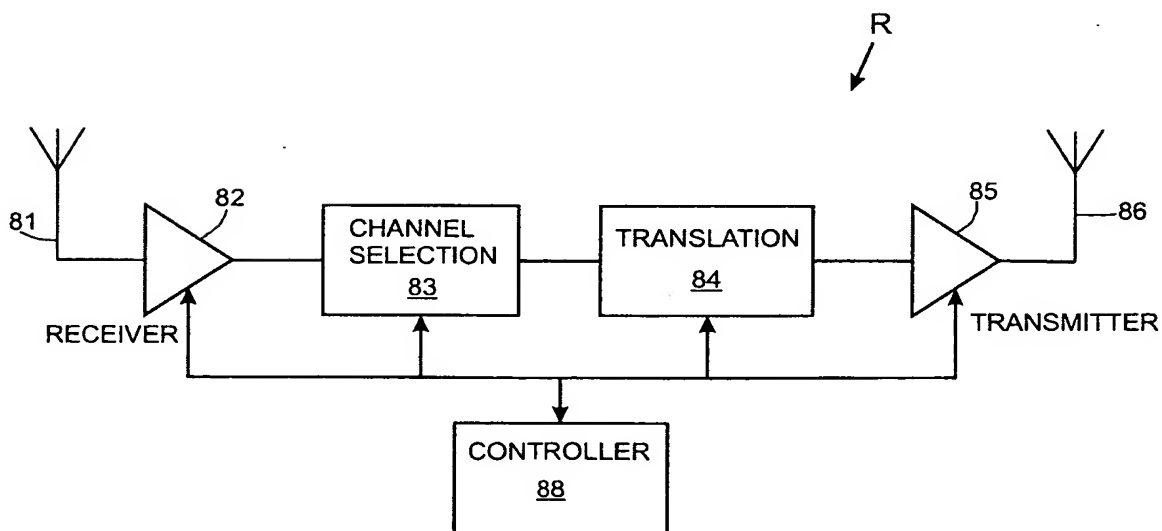 R
81
82
CHANNEL
SELECTION
83
TRANSLATION
84
85
86
RECEIVER
TRANSMITTER
CONTROLLER
88